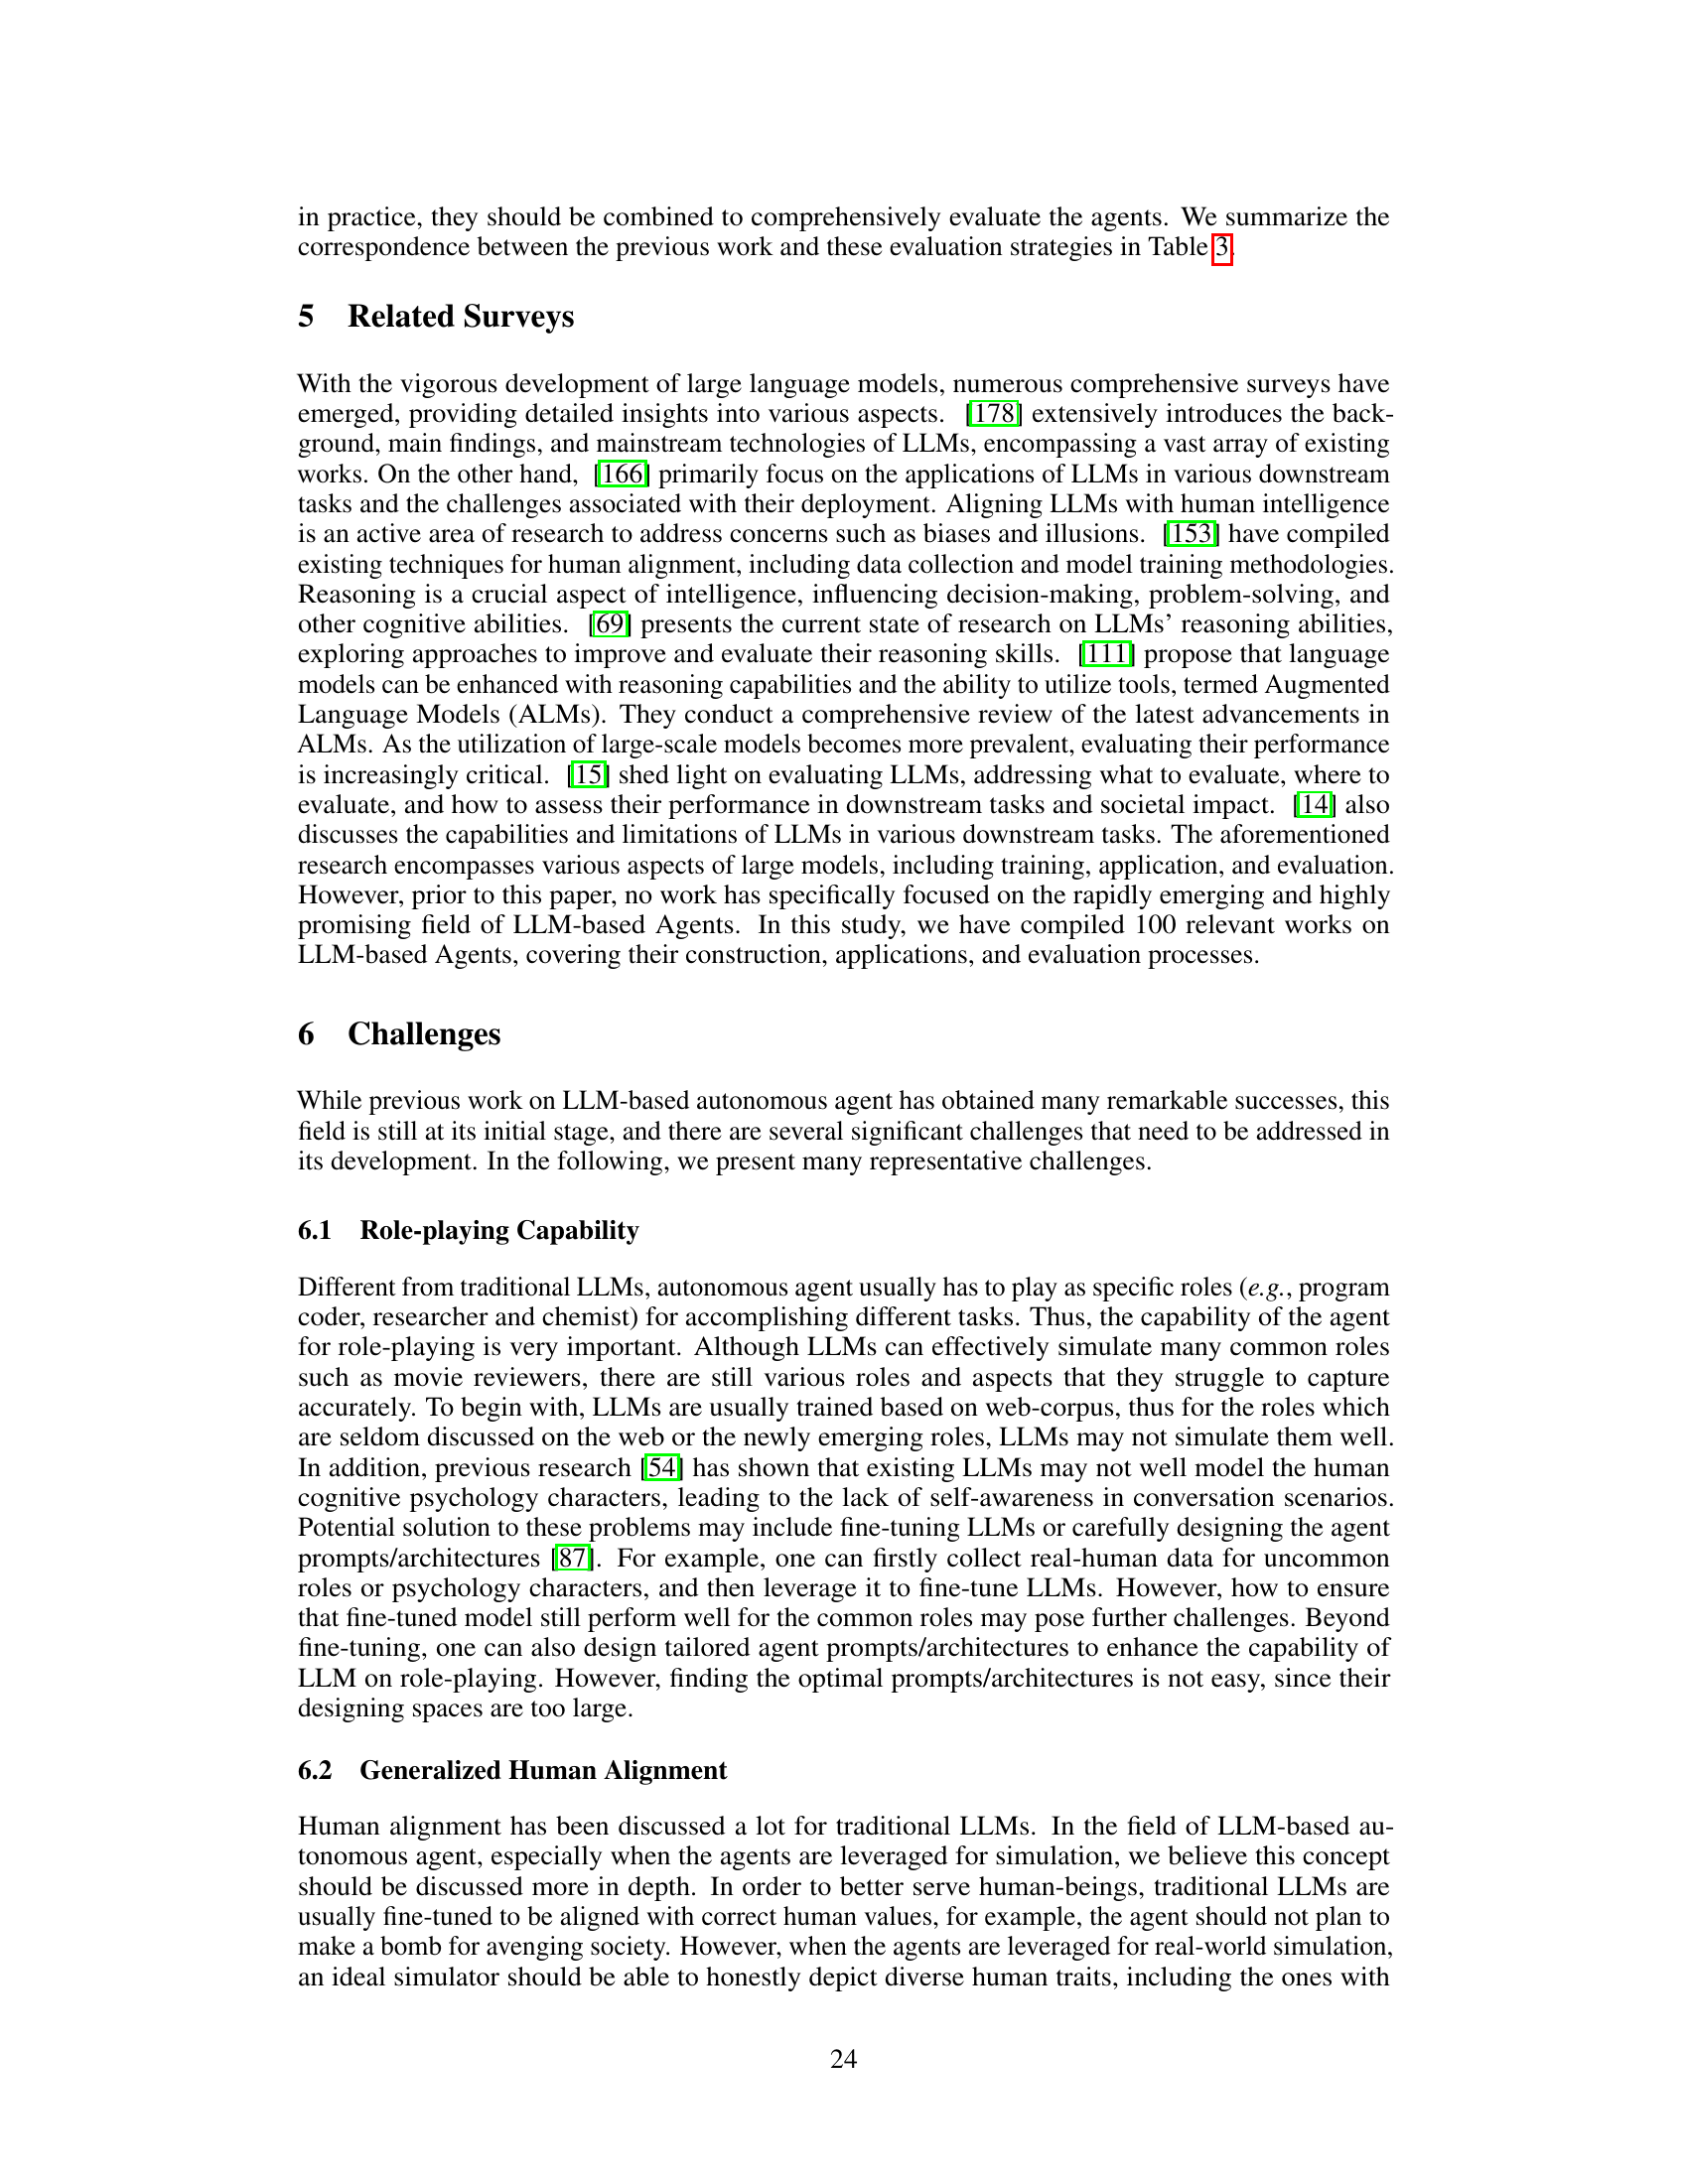 in practice, they should be combined to comprehensively evaluate the agents. We summarize the
correspondence between the previous work and these evaluation strategies in Table 3.
5 Related Surveys
With the vigorous development of large language models, numerous comprehensive surveys have
emerged, providing detailed insights into various aspects. [178] extensively introduces the back-
ground, main findings, and mainstream technologies of LLMs, encompassing a vast array of existing
works. On the other hand, [166] primarily focus on the applications of LLMs in various downstream
tasks and the challenges associated with their deployment. Aligning LLMs with human intelligence
is an active area of research to address concerns such as biases and illusions. [153] have compiled
existing techniques for human alignment, including data collection and model training methodologies.
Reasoning is a crucial aspect of intelligence, influencing decision-making, problem-solving, and
other cognitive abilities. [69] presents the current state of research on LLMs' reasoning abilities,
exploring approaches to improve and evaluate their reasoning skills. [111] propose that language
models can be enhanced with reasoning capabilities and the ability to utilize tools, termed Augmented
Language Models (ALMs). They conduct a comprehensive review of the latest advancements in
ALMs. As the utilization of large-scale models becomes more prevalent, evaluating their performance
is increasingly critical. [15] shed light on evaluating LLMs, addressing what to evaluate, where to
evaluate, and how to assess their performance in downstream tasks and societal impact. [14] also
discusses the capabilities and limitations of LLMs in various downstream tasks. The aforementioned
research encompasses various aspects of large models, including training, application, and evaluation.
However, prior to this paper, no work has specifically focused on the rapidly emerging and highly
promising field of LLM-based Agents. In this study, we have compiled 100 relevant works on
LLM-based Agents, covering their construction, applications, and evaluation processes.
6 Challenges
While previous work on LLM-based autonomous agent has obtained many remarkable successes, this
field is still at its initial stage, and there are several significant challenges that need to be addressed in
its development. In the following, we present many representative challenges.
6.1 Role-playing Capability
Different from traditional LLMs, autonomous agent usually has to play as specific roles (e.g., program
coder, researcher and chemist) for accomplishing different tasks. Thus, the capability of the agent
for role-playing is very important. Although LLMs can effectively simulate many common roles
such as movie reviewers, there are still various roles and aspects that they struggle to capture
accurately. To begin with, LLMs are usually trained based on web-corpus, thus for the roles which
are seldom discussed on the web or the newly emerging roles, LLMs may not simulate them well.
In addition, previous research [54] has shown that existing LLMs may not well model the human
cognitive psychology characters, leading to the lack of self-awareness in conversation scenarios.
Potential solution to these problems may include fine-tuning LLMs or carefully designing the agent
prompts/architectures [87]. For example, one can firstly collect real-human data for uncommon
roles or psychology characters, and then leverage it to fine-tune LLMs. However, how to ensure
that fine-tuned model still perform well for the common roles may pose further challenges. Beyond
fine-tuning, one can also design tailored agent prompts/architectures to enhance the capability of
LLM on role-playing. However, finding the optimal prompts/architectures is not easy, since their
designing spaces are too large.
6.2 Generalized Human Alignment
Human alignment has been discussed a lot for traditional LLMs. In the field of LLM-based au-
tonomous agent, especially when the agents are leveraged for simulation, we believe this concept
should be discussed more in depth. In order to better serve human-beings, traditional LLMs are
usually fine-tuned to be aligned with correct human values, for example, the agent should not plan to
make a bomb for avenging society. However, when the agents are leveraged for real-world simulation,
an ideal simulator should be able to honestly depict diverse human traits, including the ones with
24